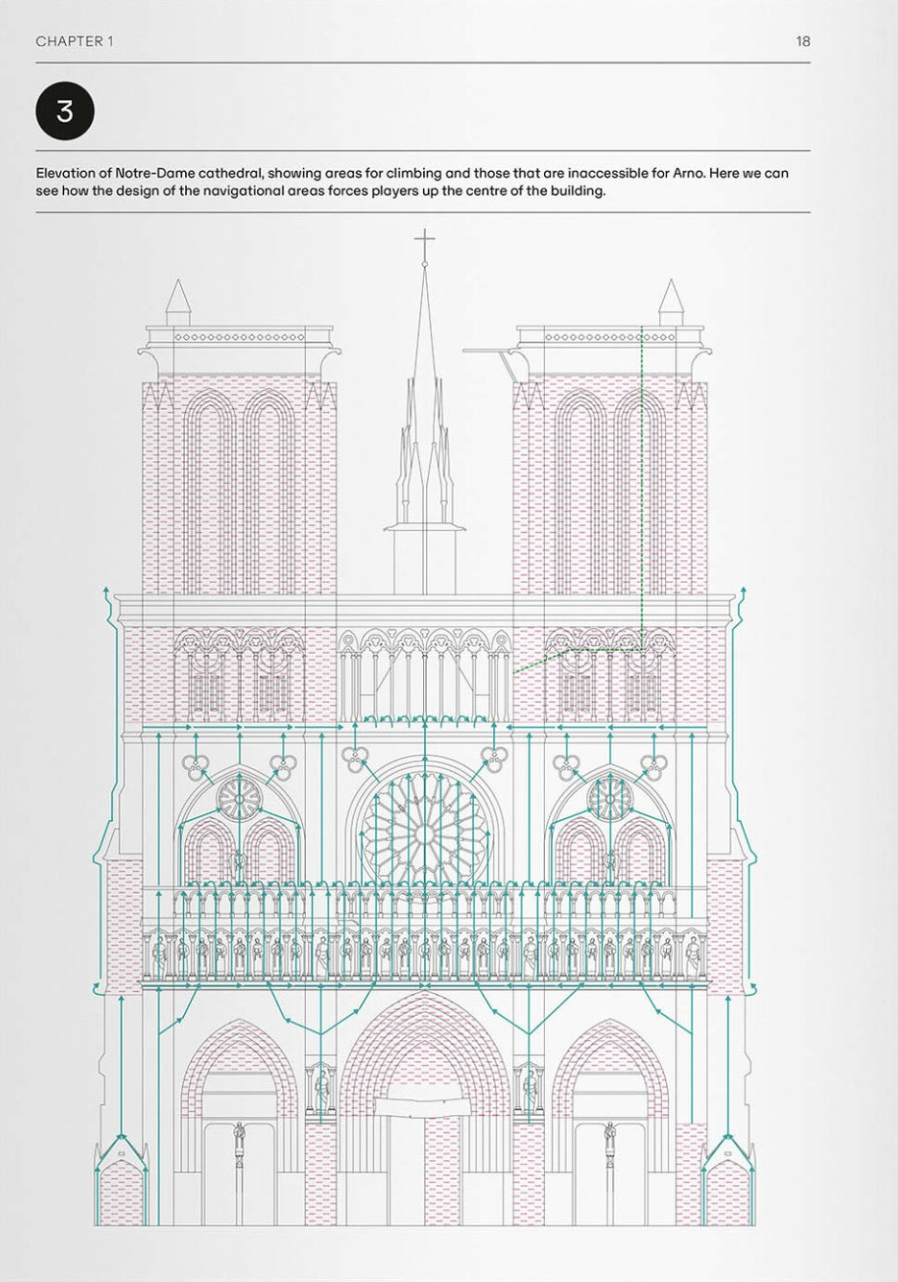 CHAPTER 1
18
3
Elevation of Notre-Dame cathedral, showing areas for climbing and those that are inaccessible for Arno. Here we can
see how the design of the navigational areas forces players up the centre of the building.